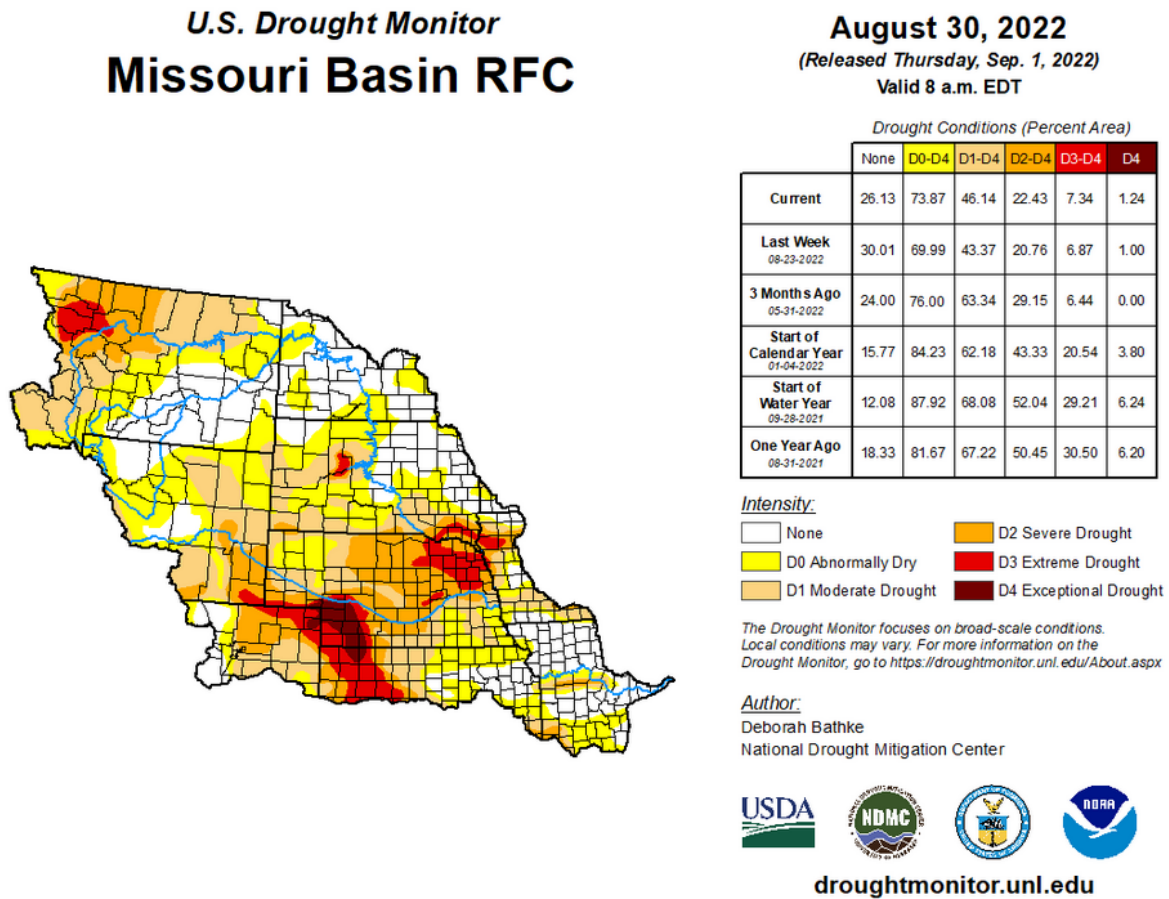 U.S. Drought Monitor
Missouri Basin RFC
August 30, 2022
(Released Thursday, Sep. 1, 2022)
Valid 8 a.m. EDT
Drought Conditions (Percent Area)
None D0-D4 D1-D4 D2-D4 D3-D4 D4
Current 26.13 73.87 46.14 22.43 7.34 1.24
Last Week
08-23-2022
30.01 69.99 43.37 20.76 6.87 1.00
3 Months Ago
05-31-2022
24.00 76.00 63.34 29.15 6.44 0.00
Start of
Calendar Year
01-04-2022
15.77 84.23 62.18 43.33 20.54 3.80
Start of
Water Year
09-28-2021
12.08 87.92 68.08 52.04 29.21 6.24
One Year Ago
08-31-2021
18.33 81.67 67.22 50.45 30.50 6.20
Intensity:
None
D0 Abnormally Dry
D1 Moderate Drought
D2 Severe Drought
D3 Extreme Drought
D4 Exceptional Drought
The Drought Monitor focuses on broad-scale conditions.
Local conditions may vary. For more information on the
Drought Monitor, go to https://droughtmonitor.unl.edu/About.aspx
Author:
Deborah Bathke
National Drought Mitigation Center
USDA
NDMC
NOAA
droughtmonitor.unl.edu